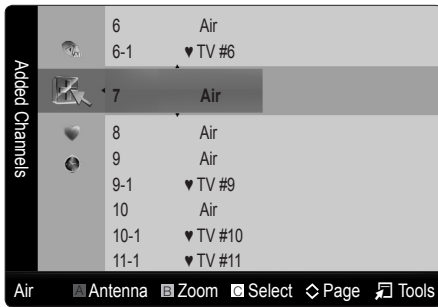 Added Channels
6 Air
6-1 ♥ TV #6
7 Air
8 Air
9 Air
9-1 ♥ TV #9
10 Air
10-1 ♥ TV #10
11-1 ♥ TV #11
Air A Antenna B Zoom C Select Page Tools